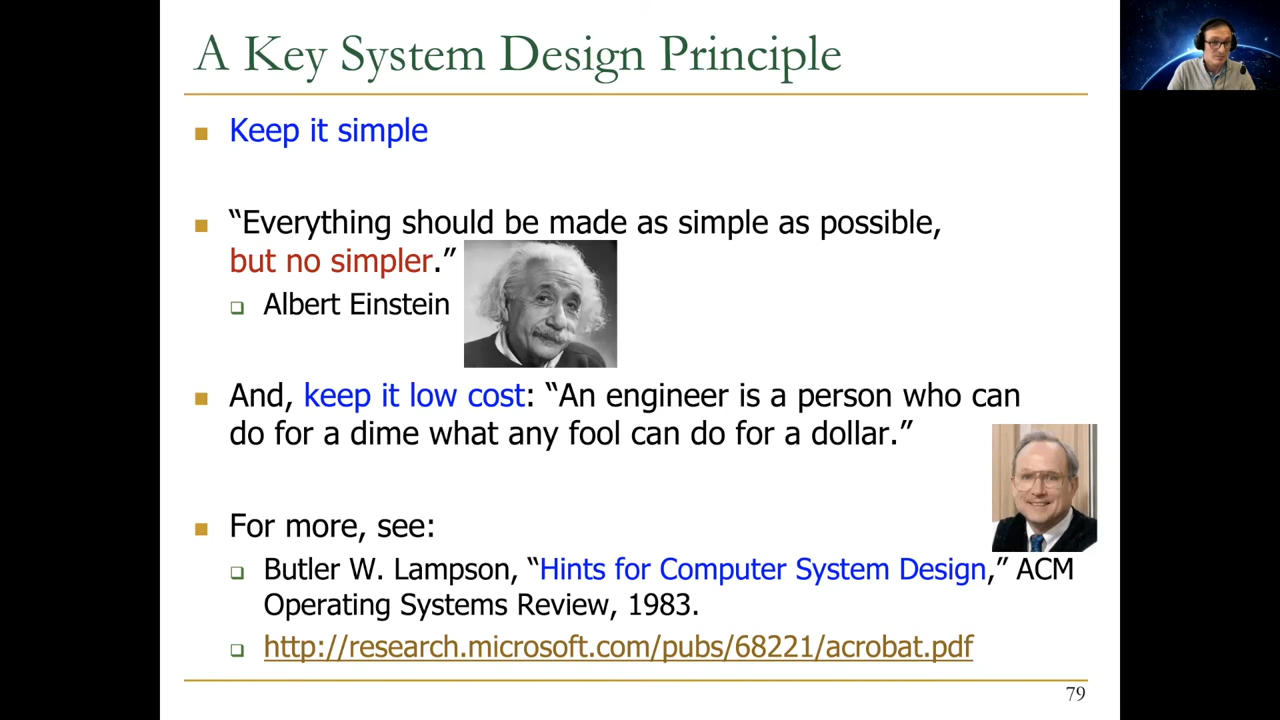 A Key System Design Principle
Keep it simple
“Everything should be made as simple as possible,
but no simpler.”
Albert Einstein
And, keep it low cost: “An engineer is a person who can
do for a dime what any fool can do for a dollar.”
For more, see:
Butler W. Lampson, “Hints for Computer System Design,” ACM
Operating Systems Review, 1983.
http://research.microsoft.com/pubs/68221/acrobat.pdf
79